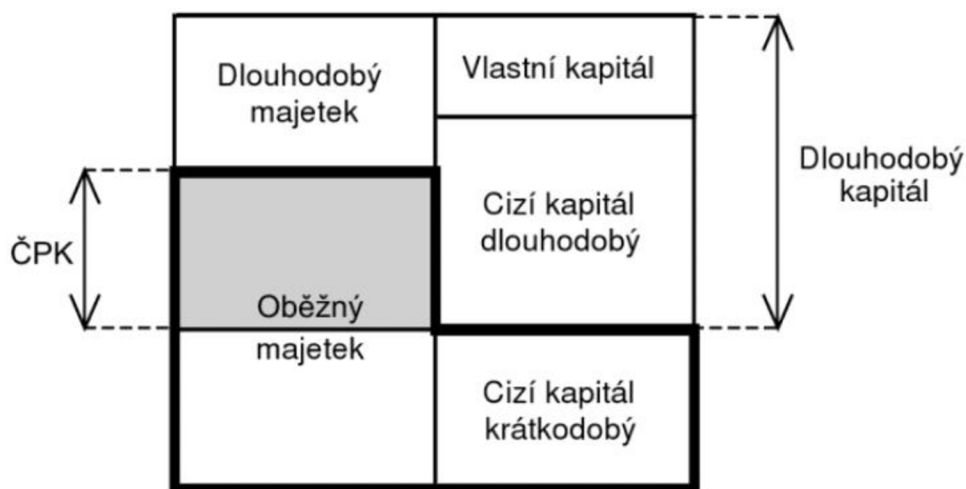 Dlouhodobý
majetek
Vlastní kapitál
Dlouhodobý
kapitál
Cizí kapitál
dlouhodobý
ČPK
Oběžný
majetek
Cizí kapitál
krátkodobý